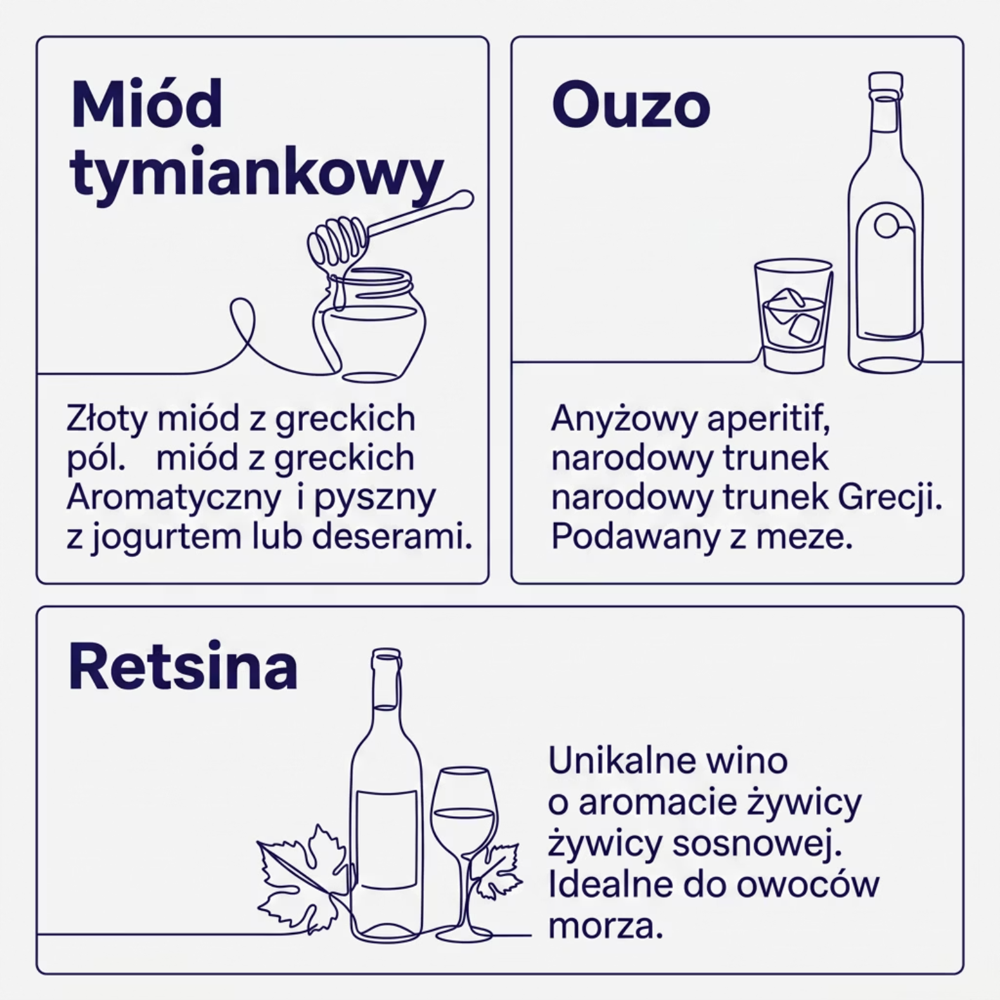 Miód
tymiankowy
Złoty miód z greckich
pól. miód z greckich
Aromatyczny i pyszny
z jogurtem lub deserami.
Ouzo
Anyżowy aperitif,
narodowy trunek
narodowy trunek Grecji.
Podawany z meze.
Retsina
Unikalne wino
o aromacie żywicy
żywicy sosnowej.
Idealne do owoców
morza.